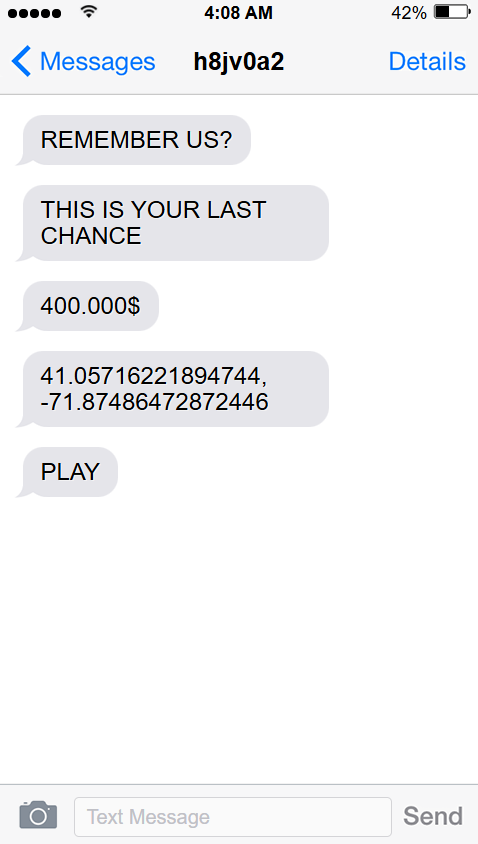 4:08 AM 42%
Messages h8jv0a2 Details
REMEMBER US?
THIS IS YOUR LAST
CHANCE
400.000$
41.05716221894744,
-71.87486472872446
PLAY
Text Message Send